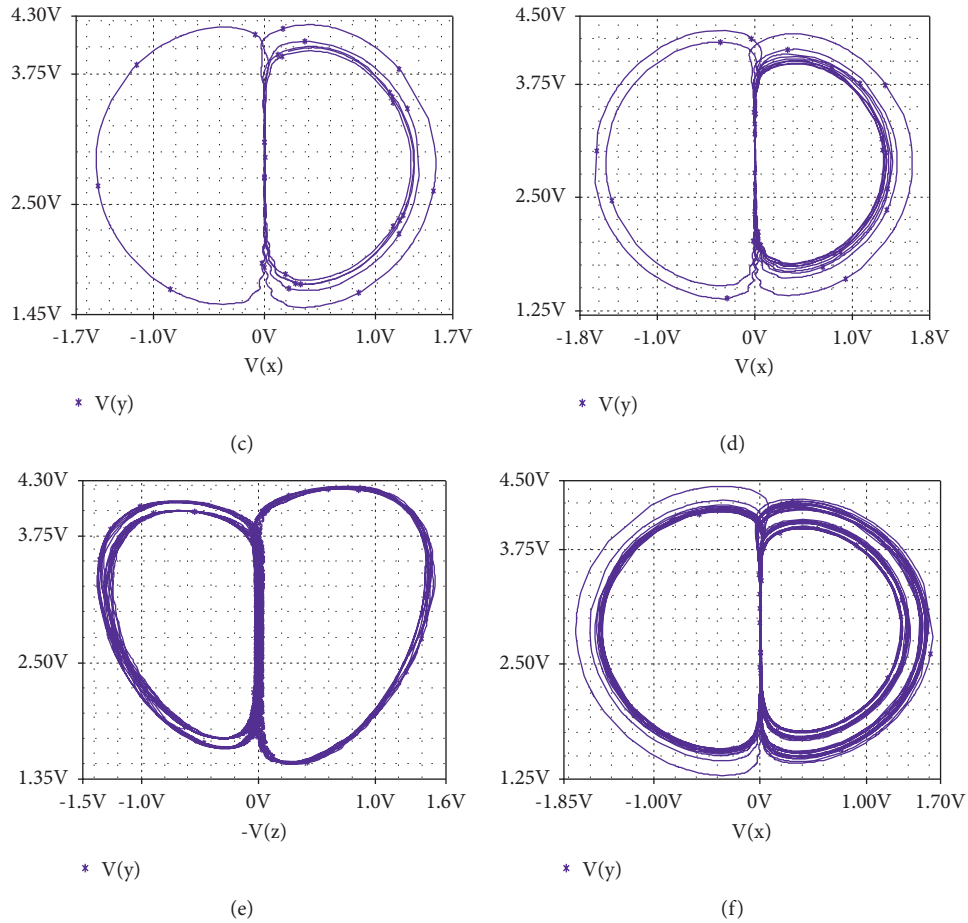 4.30V
3.75V
2.50V
1.45V
-1.7V -1.0V 0V 1.0V 1.7V
V(x)
V(y)
(c)
4.50V
3.75V
2.50V
1.25V
-1.8V -1.0V 0V 1.0V 1.8V
V(x)
V(y)
(d)
4.30V
3.75V
2.50V
1.35V
-1.5V -1.0V 0V 1.0V 1.6V
-V(z)
V(y)
(e)
4.50V
3.75V
2.50V
1.25V
-1.85V -1.00V 0V 1.00V 1.70V
V(x)
V(y)
(f)